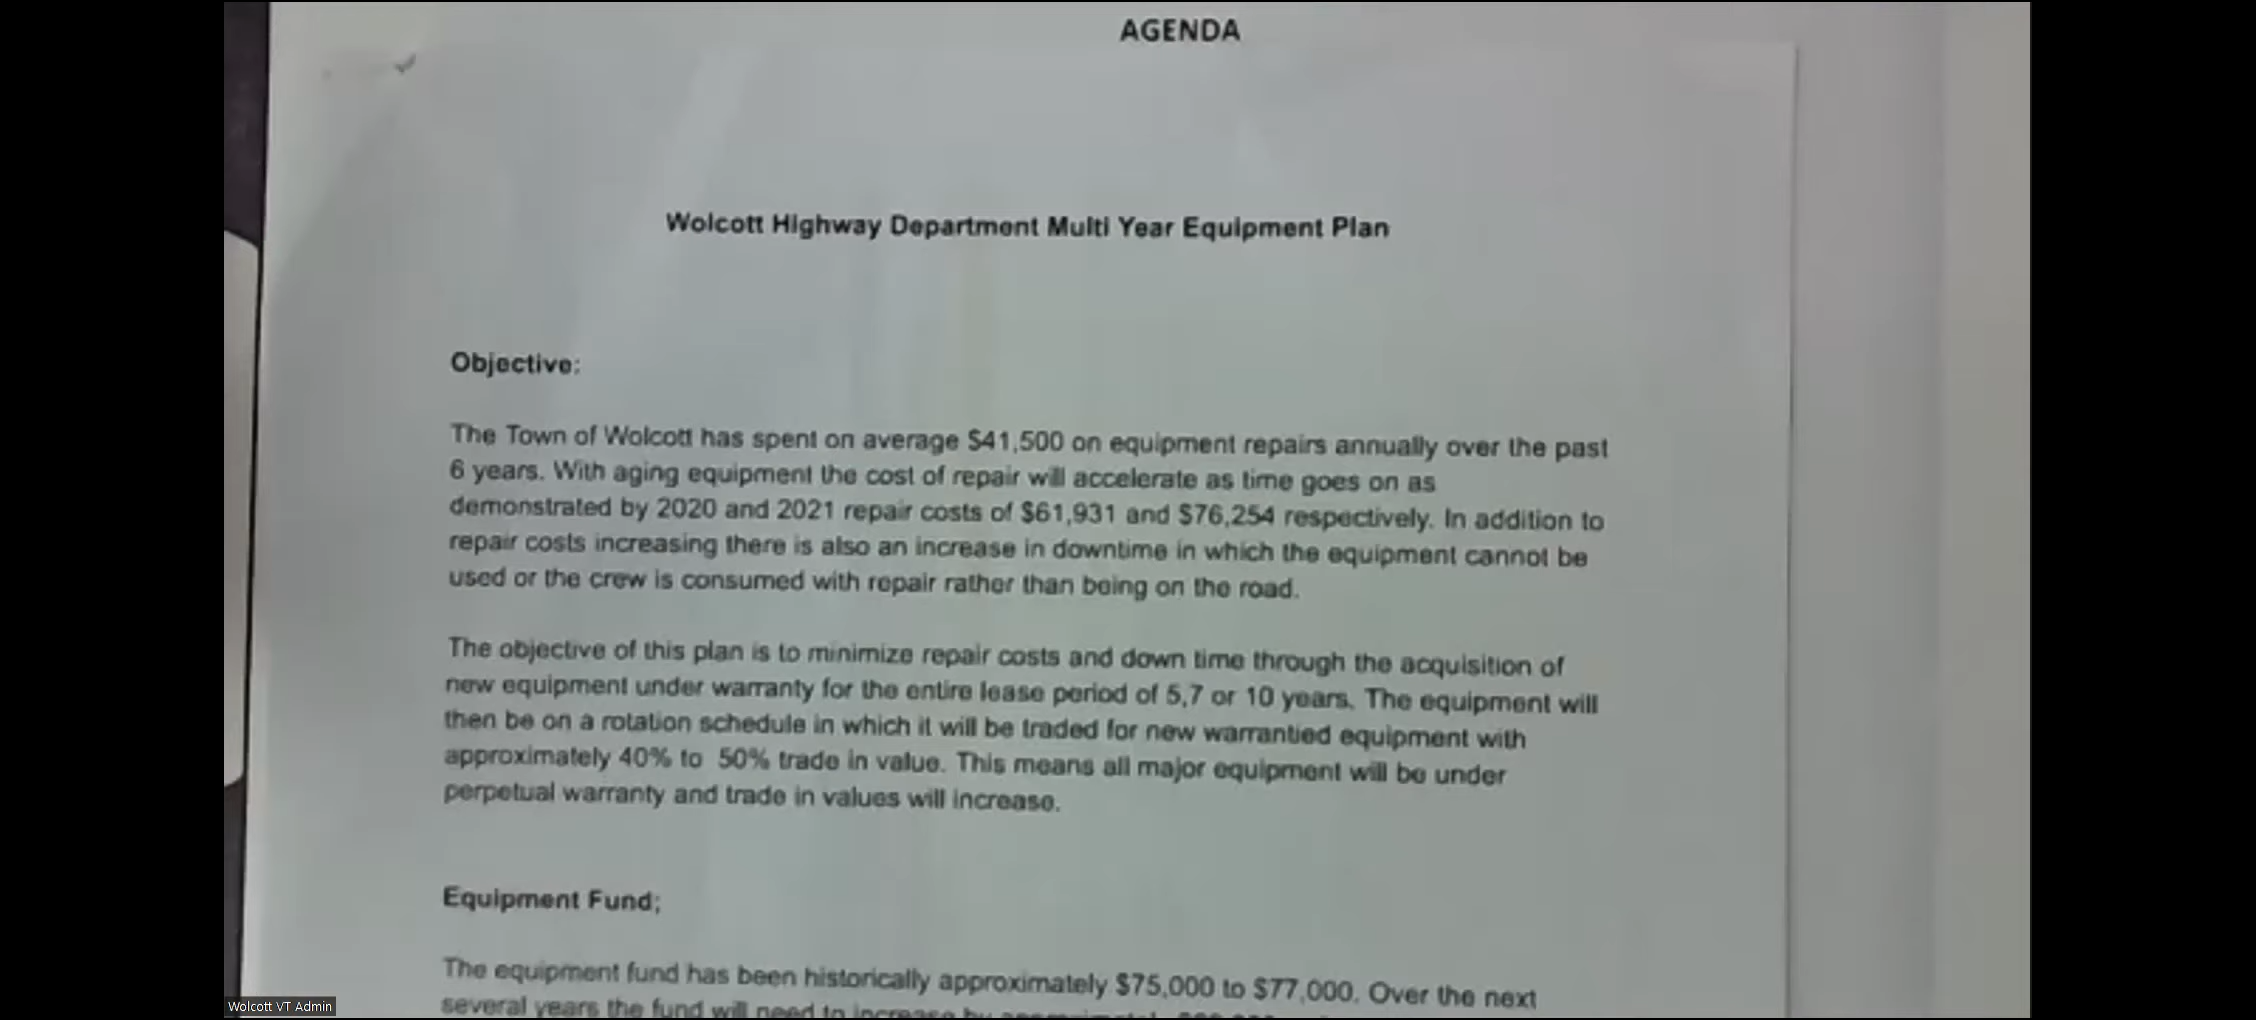 AGENDA
Wolcott Highway Department Multi Year Equipment Plan
Objective:
The Town of Wolcott has spent on average $41,500 on equipment repairs annually over the past
6 years. With aging equipment the cost of repair will accelerate as time goes on as
demonstrated by 2020 and 2021 repair costs of $61,931 and $76,254 respectively. In addition to
repair costs increasing there is also an increase in downtime in which the equipment cannot be
used or the crew is consumed with repair rather than being on the road.
The objective of this plan is to minimize repair costs and down time through the acquisition of
new equipment under warranty for the entire lease period of 5,7 or 10 years. The equipment will
then be on a rotation schedule in which it will be traded for new warrantied equipment with
approximately 40% to 50% trade in value. This means all major equipment will be under
perpetual warranty and trade in values will increase.
Equipment Fund;
The equipment fund has been historically approximately $75,000 to $77,000. Over the next
several years the fund will need to increase by
Wolcott VT Admin